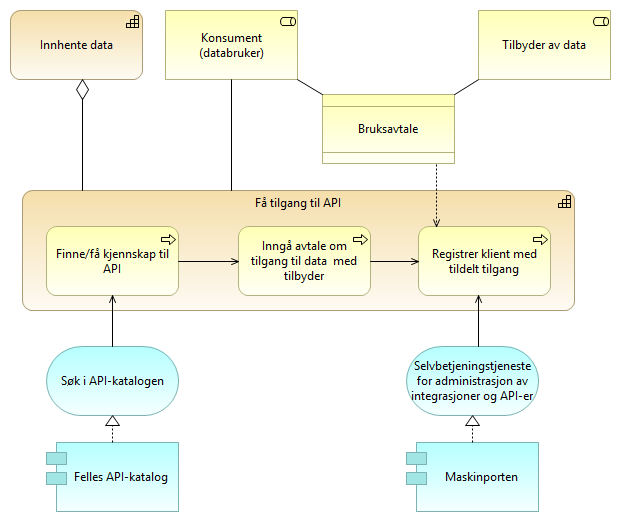 Innhente data
Konsument
(databruker)
Tilbyder av data
Bruksavtale
Få tilgang til API
Finne/få kjennskap til
API
Inngå avtale om
tilgang til data med
tilbyder
Registrer klient med
tildelt tilgang
Søk i API-katalogen
Selvbetjeningstjeneste
for administrasjon av
integrasjoner og API-er
Felles API-katalog
Maskinporten